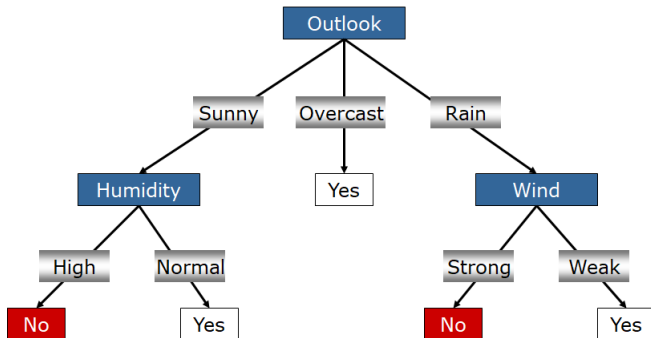 Outlook
Sunny Overcast Rain
Humidity Yes Wind
High Normal Strong Weak
No Yes No Yes